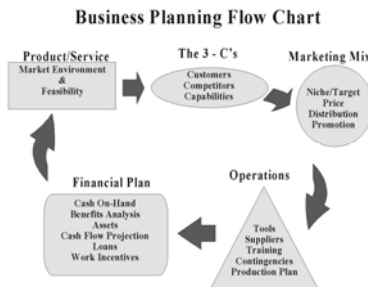 Business Planning Flow Chart
Product/Service
Market Environment
&
Feasibility
The 3 - C's
Customers
Competitors
Capabilities
Marketing Mix
Niche/Target
Price
Distribution
Promotion
Operations
Tools
Suppliers
Training
Contingencies
Production Plan
Financial Plan
Cash On-Hand
Benefits Analysis
Assets
Cash Flow Projection
Loans
Work Incentives